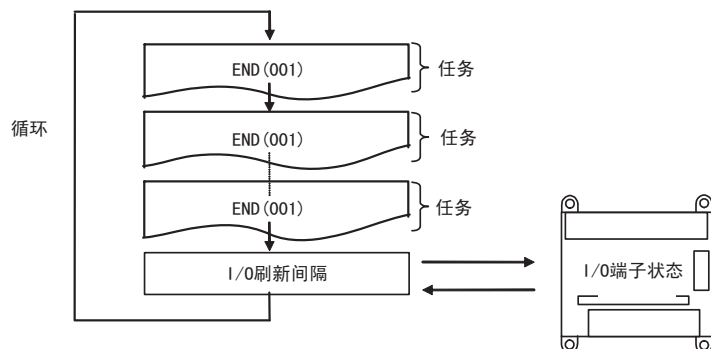 END(001)
任务
循环
END(001)
任务
END(001)
任务
I/O刷新间隔
I/O端子状态